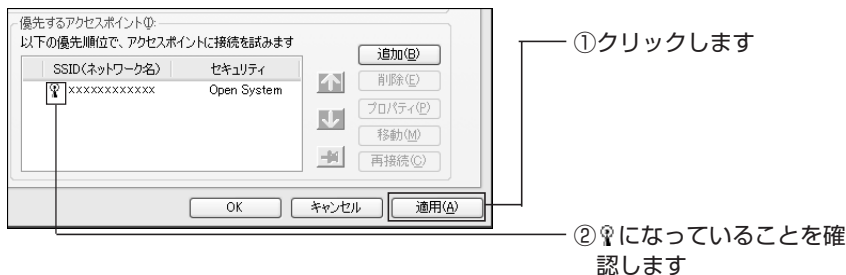 優先するアクセスポイント(I):
以下の優先順位で、アクセスポイントに接続を試みます
SSID(ネットワーク名) セキュリティ
xxxxxxxxxxxx Open System
追加(B)
削除(E)
プロパティ(P)
移動(M)
再接続(C)
OK キャンセル 適用(A)
①クリックします
②になっていることを確
認します